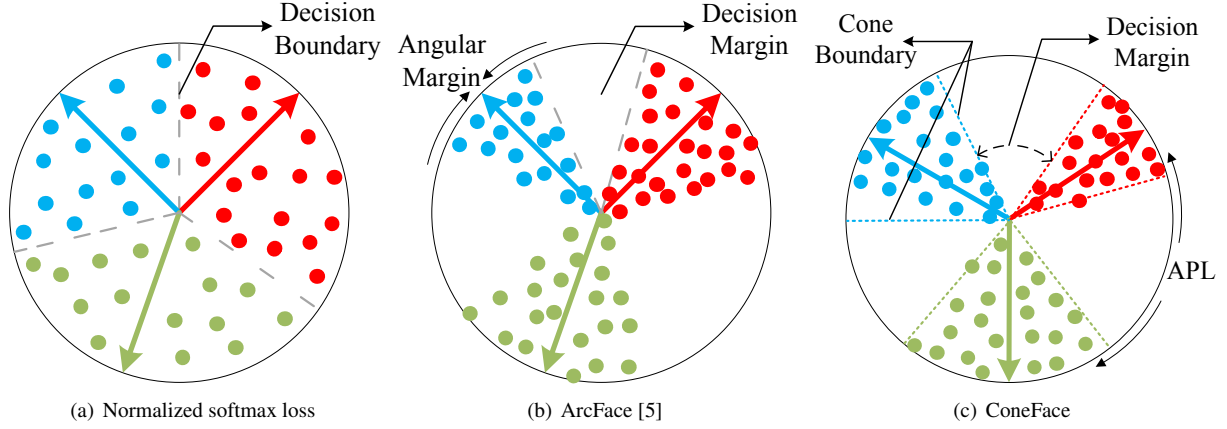 Decision
Boundary
Angular
Margin
Decision
Margin
Cone
Boundary
Decision
Margin
APL
(a) Normalized softmax loss
(b) ArcFace [5]
(c) ConeFace